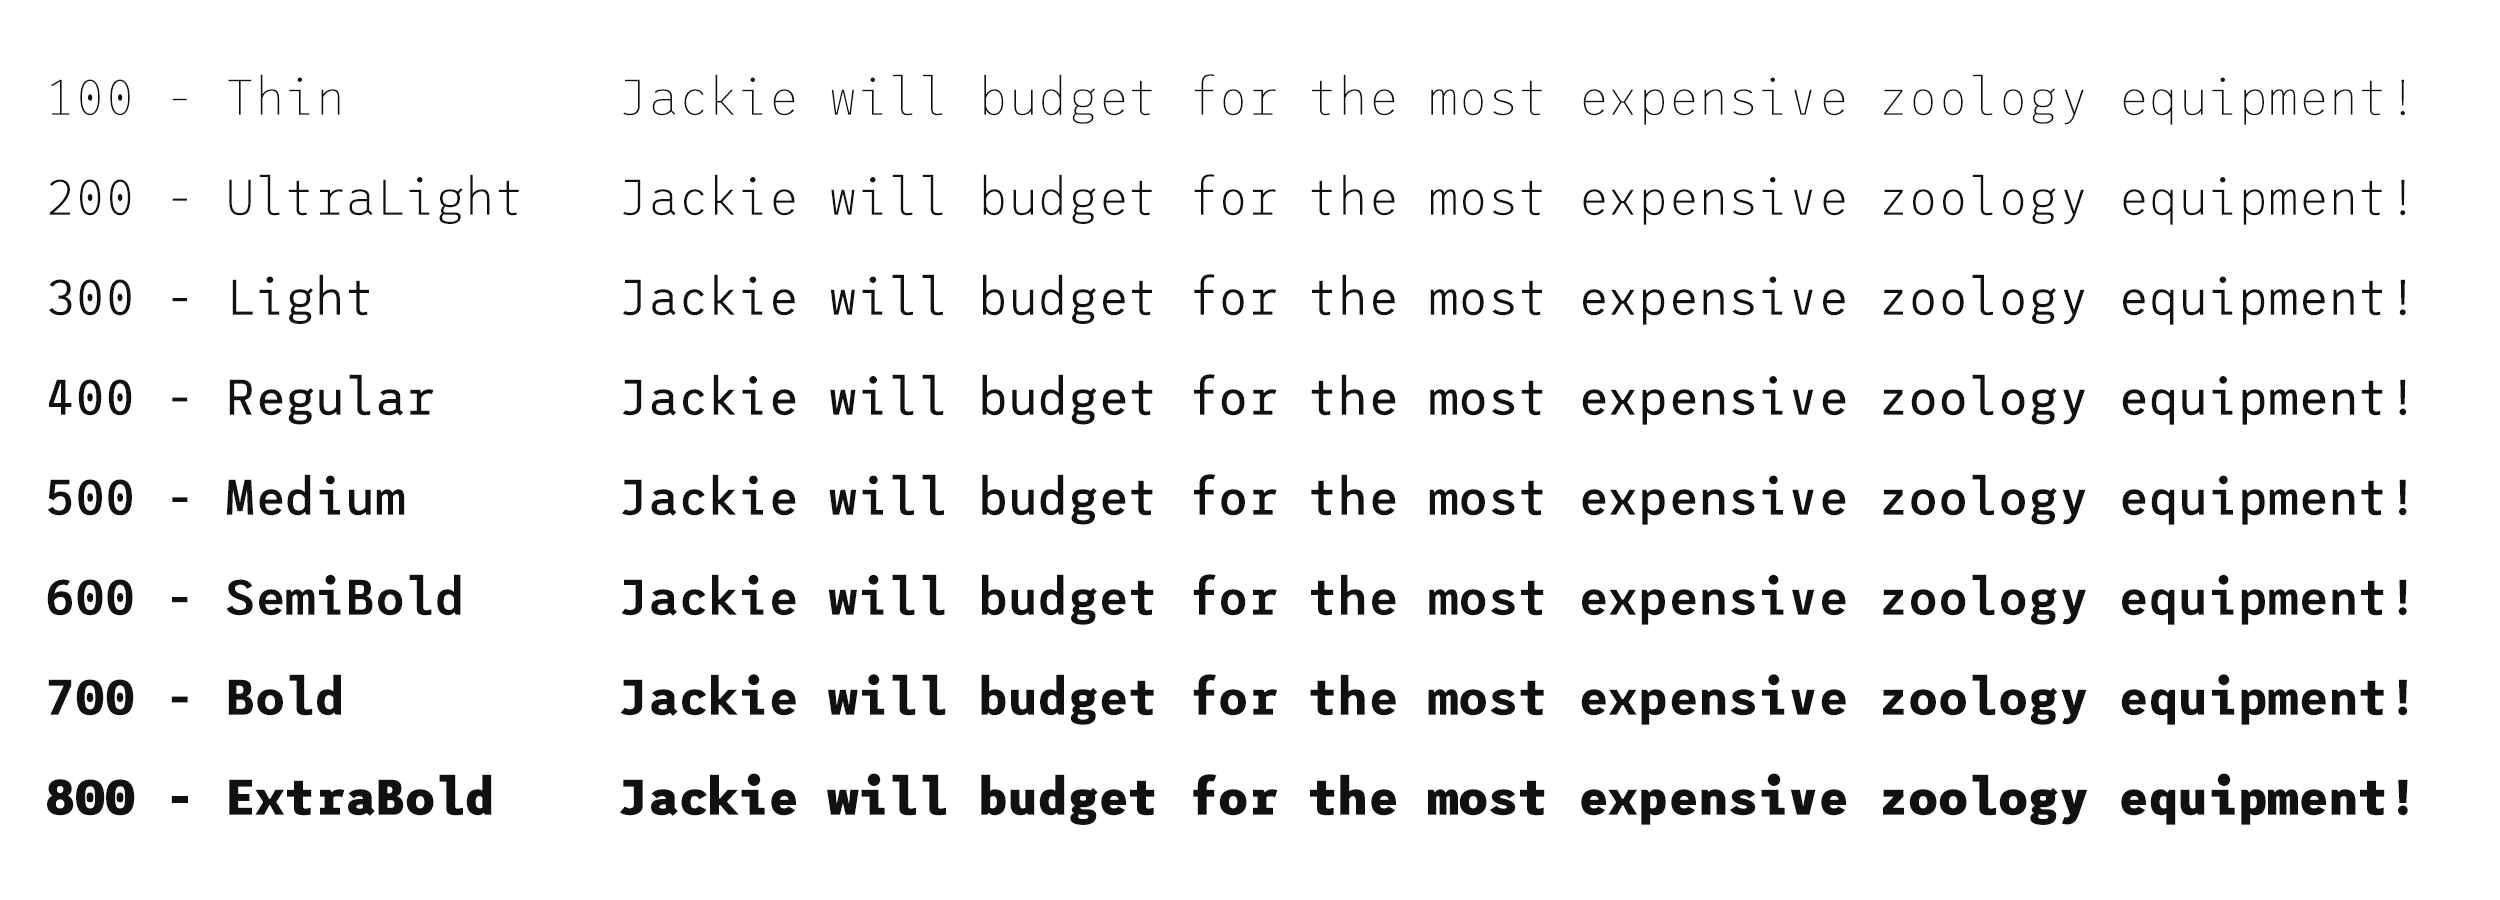 100 - Thin Jackie will budget for the most expensive zoology equipment!
200 - UltraLight Jackie will budget for the most expensive zoology equipment!
300 - Light Jackie will budget for the most expensive zoology equipment!
400 - Regular Jackie will budget for the most expensive zoology equipment!
500 - Medium Jackie will budget for the most expensive zoology equipment!
600 - SemiBold Jackie will budget for the most expensive zoology equipment!
700 - Bold Jackie will budget for the most expensive zoology equipment!
800 - ExtraBold Jackie will budget for the most expensive zoology equipment!